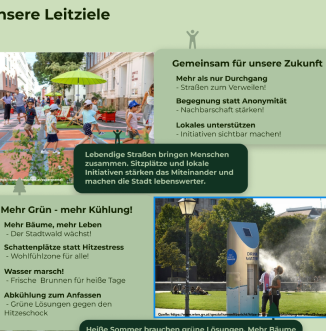 nsere Leitziele
Gemeinsam für unsere Zukunft
Mehr als nur Durchgang
- Straßen zum Verweilen!
Begegnung statt Anonymität
- Nachbarschaft stärken!
Lokales unterstützen
- Initiativen sichtbar machen!
Lebendige Straßen bringen Menschen
zusammen. Sitzplätze und lokale
Initiativen stärken das Miteinander und
machen die Stadt lebenswerter.
Mehr Grün - mehr Kühlung!
Mehr Bäume, mehr Leben
- Der Stadtwald wächst!
Schattenplätze statt Hitzestress
- Wohlfühlzone für alle!
Wasser marsch!
- Frische Brunnen für heiße Tage
Abkühlung zum Anfassen
- Grüne Lösungen gegen den
Hitzeschock
Heiße Sommer brauchen grüne Lösungen. Mehr Bäume